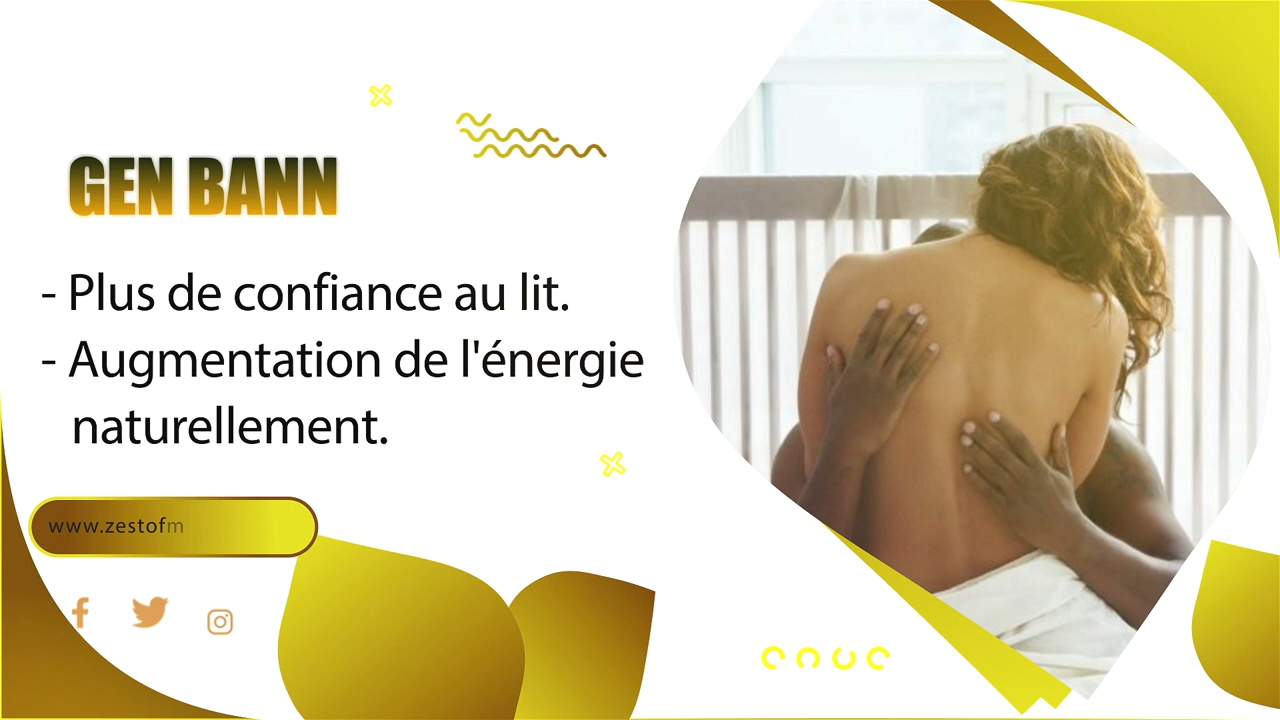 GEN BANN
- Plus de confiance au lit.
- Augmentation de l'énergie
naturellement.
www.zestofm